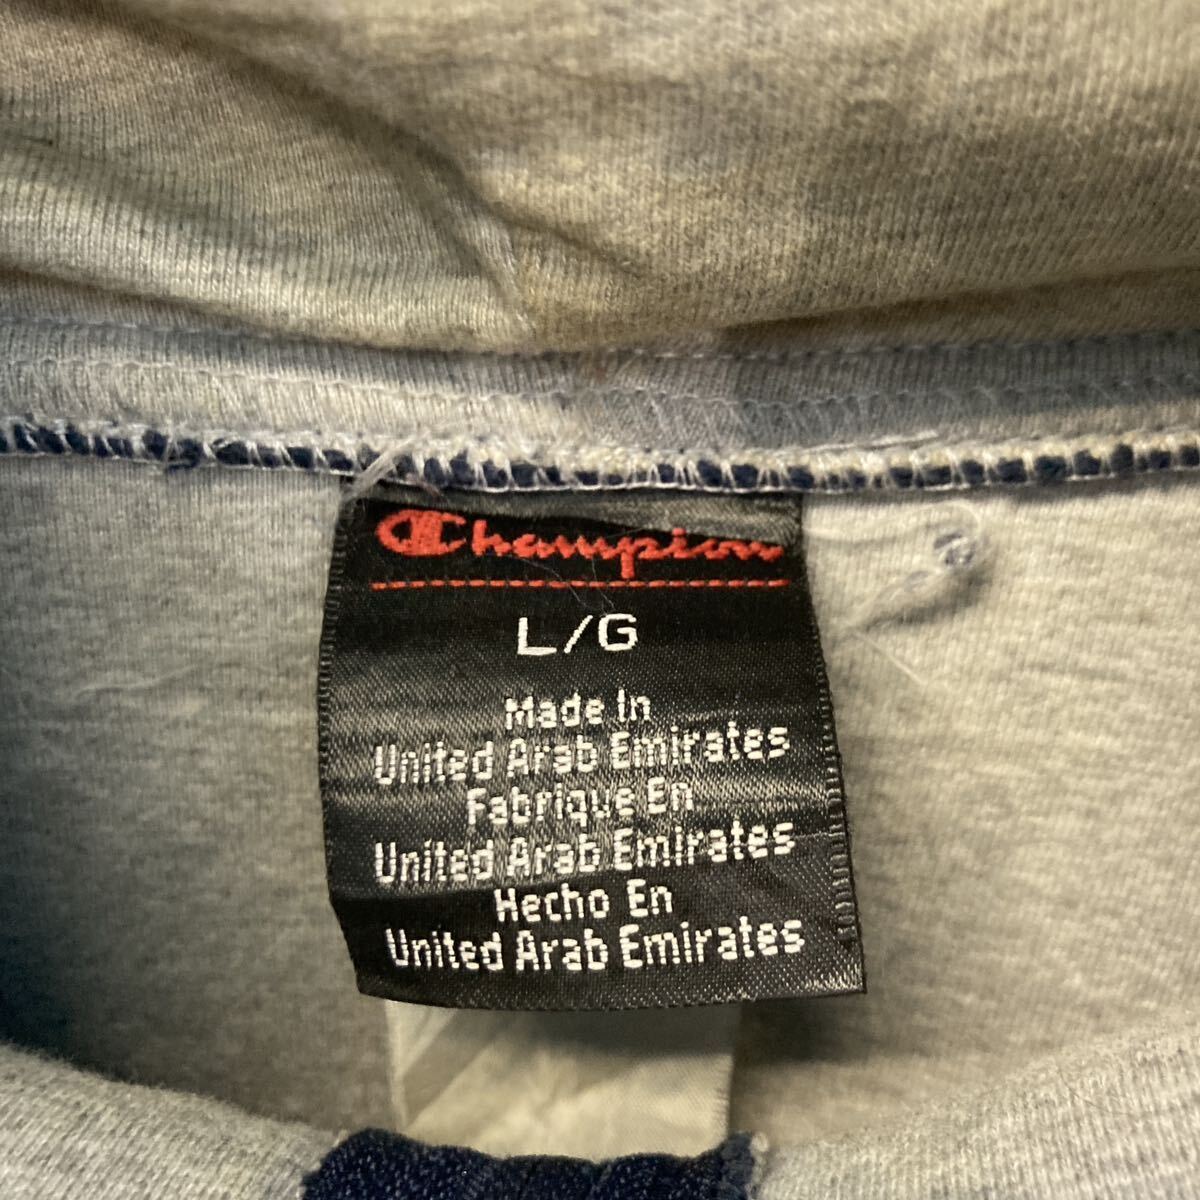 Champion
L/G
Made In
United Arab Emirates
Fabrique En
United Arab Emirates
Hecho En
United Arab Emirates